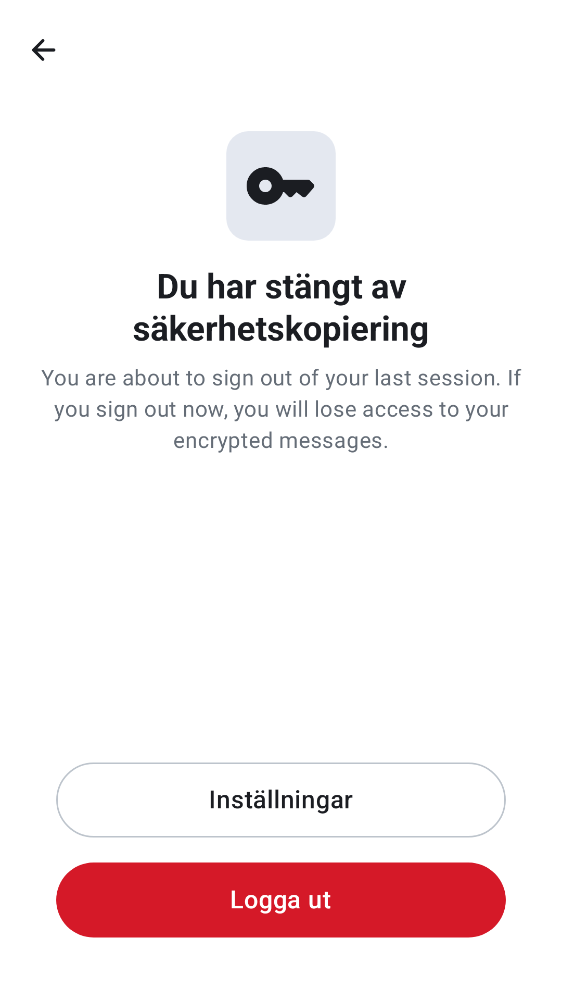 Du har stängt av
säkerhetskopiering
You are about to sign out of your last session. If
you sign out now, you will lose access to your
encrypted messages.
Inställningar
Logga ut